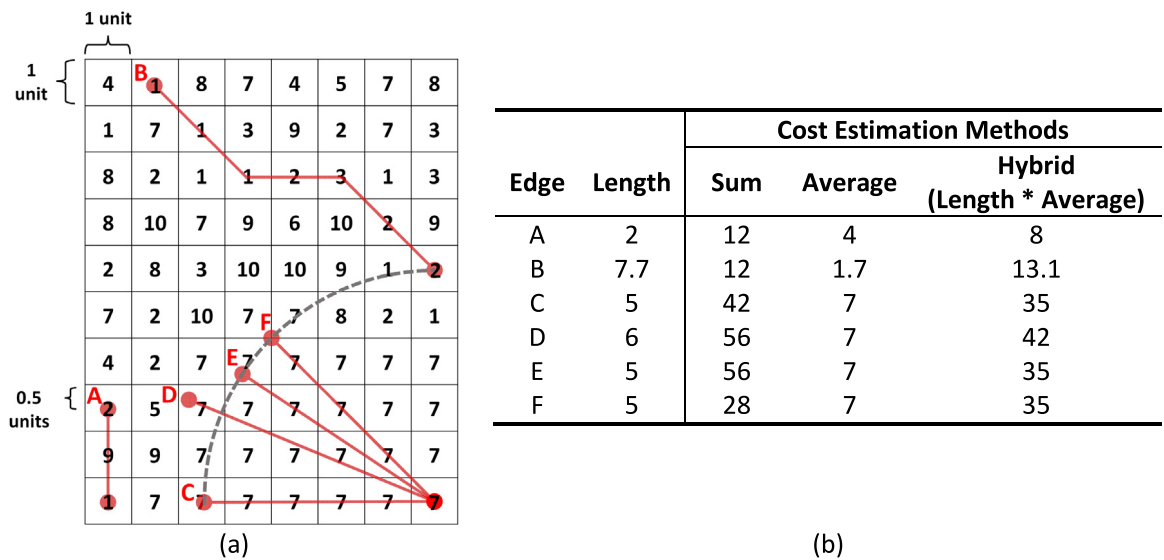 1 unit
1
unit
B
4 1 8 7 4 5 7 8
1 7 1 3 9 2 7 3
8 2 1 1 2 3 1 3
8 10 7 9 6 10 2 9
2 8 3 10 10 9 1 2
7 2 10 7 7 8 2 1
F
4 2 7 7 7 7 7 7
E
0.5
units
A
D
2 5 7 7 7 7 7 7
9 9 7 7 7 7 7 7
C
1 7 7 7 7 7 7 7
(a)
Cost Estimation Methods
Edge Length Sum Average Hybrid
(Length * Average)
A 2 12 4 8
B 7.7 12 1.7 13.1
C 5 42 7 35
D 6 56 7 42
E 5 56 7 35
F 5 28 7 35
(b)